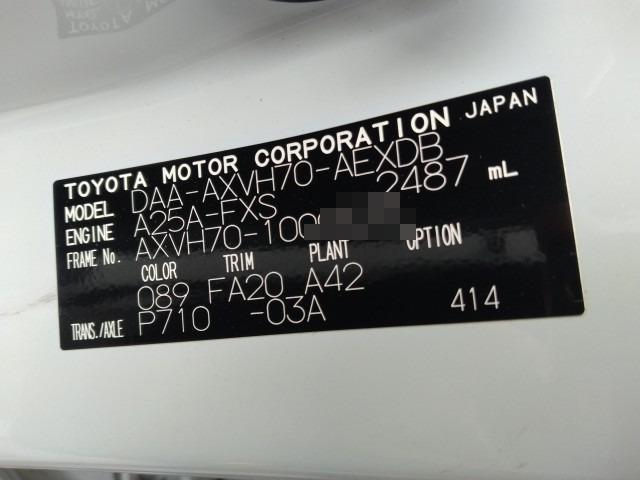 TOYOTA MOTOR CORPORATION JAPAN
MODEL DAA-AXVH70-AEXDB
ENGINE A25A-FXS 2487 mL
FRAME No. AXVH70-100
COLOR TRIM PLANT OPTION
089 FA20 A42
TRANS./AXLE P710 -03A 414